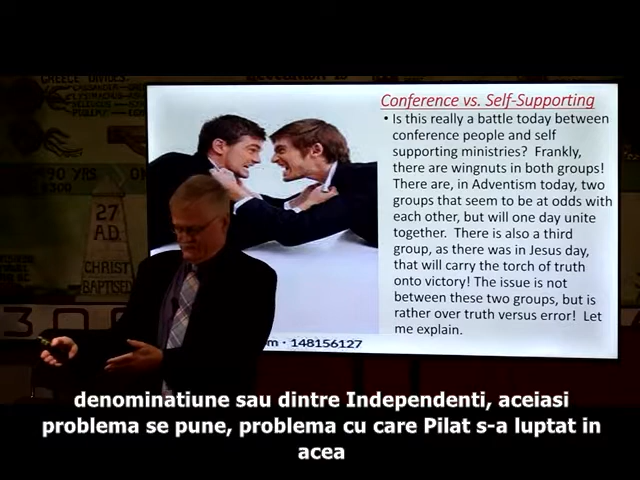 GREECE DIVIDES
27
A.D.
CHRIST
BAPTISED
Conference vs. Self-Supporting
• Is this really a battle today between
conference people and self
supporting ministries? Frankly,
there are wingnuts in both groups!
There are, in Adventism today, two
groups that seem to be at odds with
each other, but will one day unite
together. There is also a third
group, as there was in Jesus day,
that will carry the torch of truth
onto victory! The issue is not
between these two groups, but is
rather over truth versus error! Let
me explain.
m · 148156127
denominatiune sau dintre Independenti, aceiasi
problema se pune, problema cu care Pilat s-a luptat in
acea